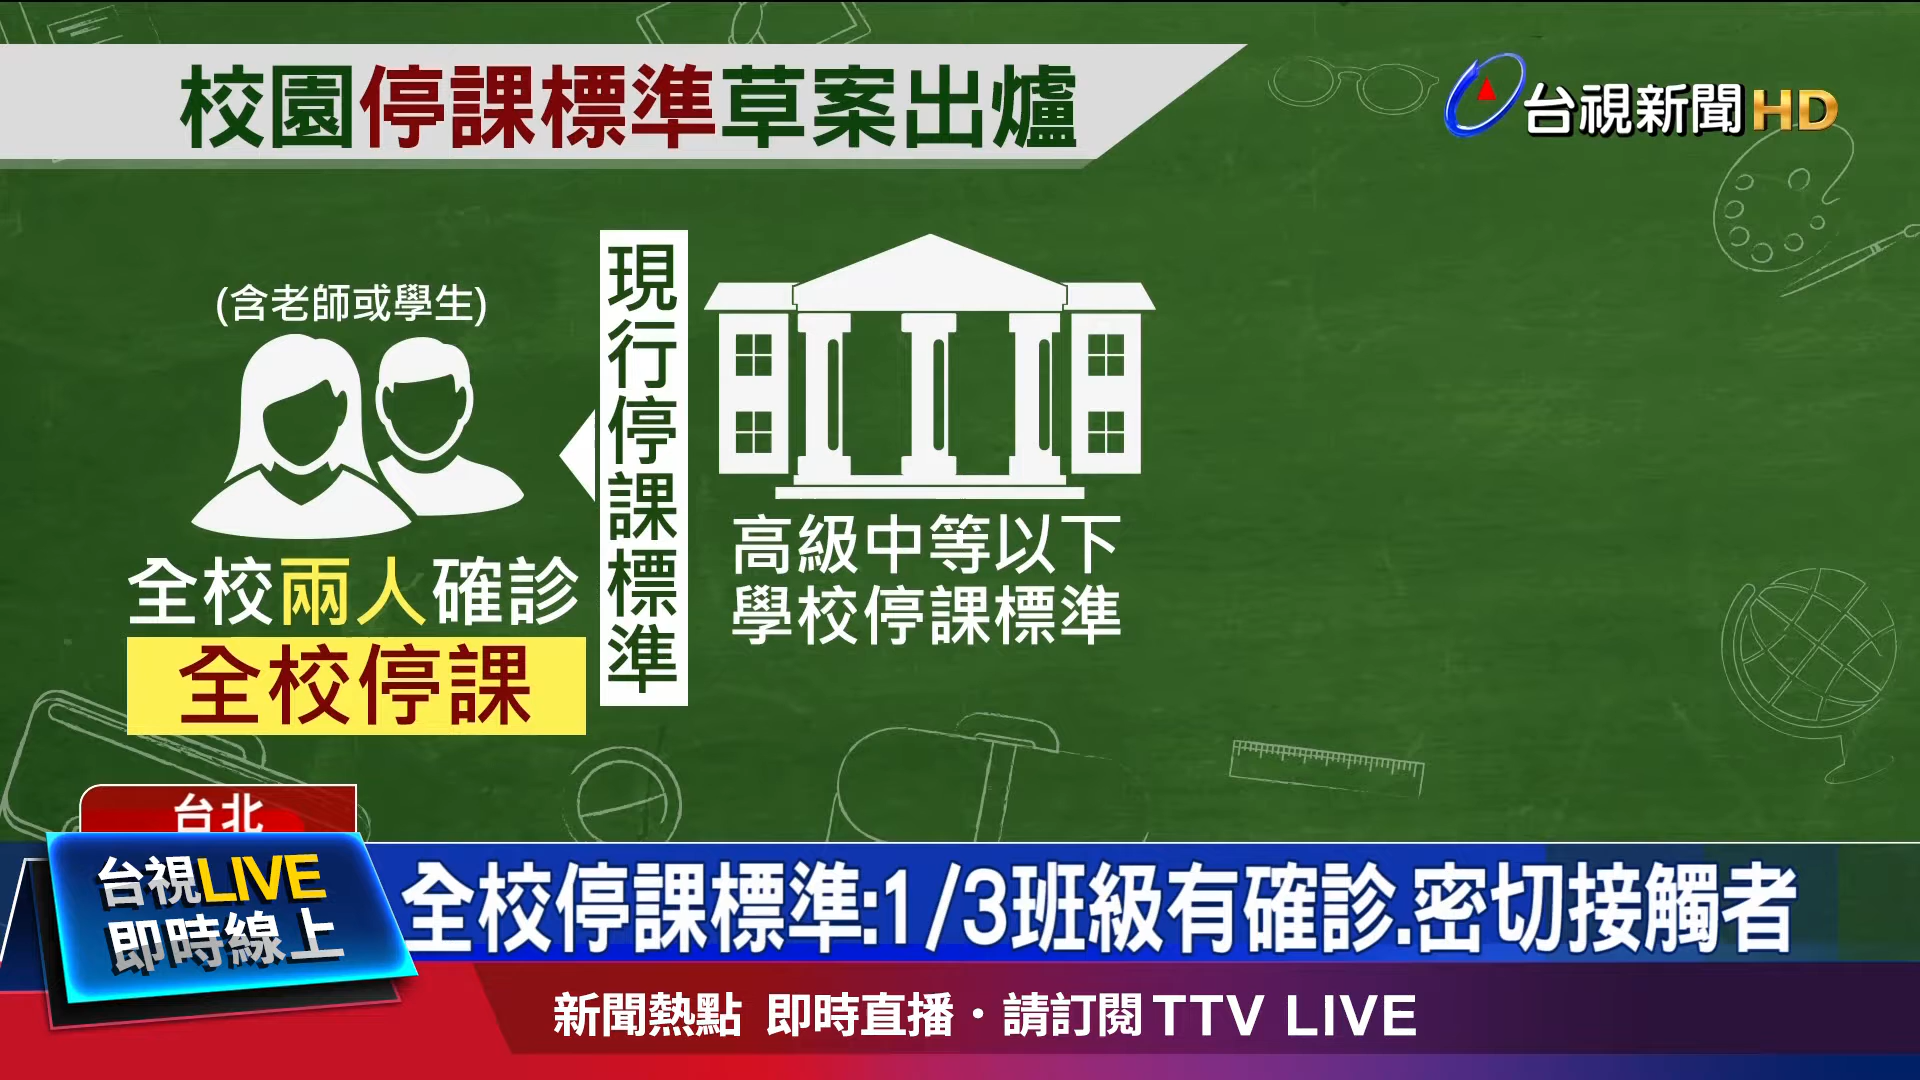 校園停課標準草案出爐
台視新聞HD
(含老師或學生)
全校兩人確診
全校停課
現行停課標準
高級中等以下
學校停課標準
台北
台視LIVE
即時線上
全校停課標準:1/3班級有確診.密切接觸者
新聞熱點 即時直播・請訂閱TTV LIVE